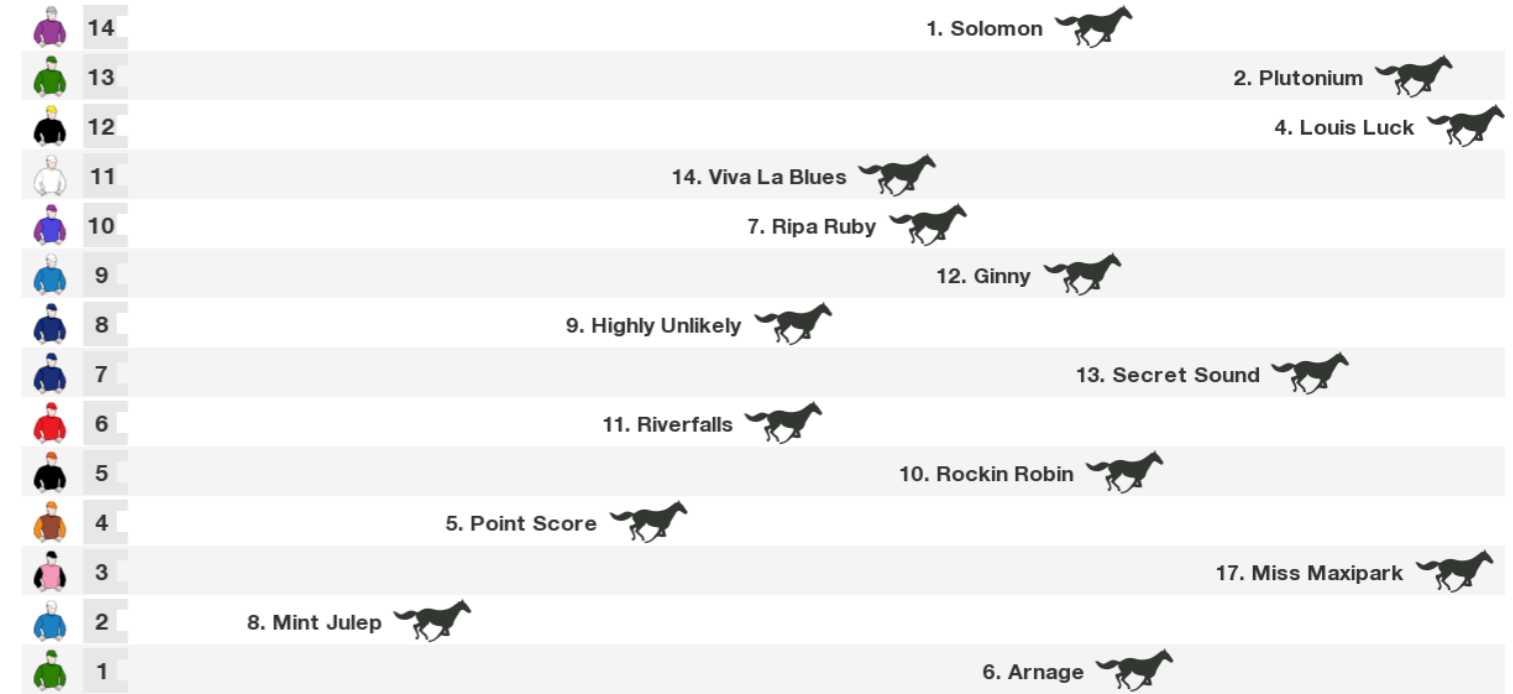 14 1. Solomon
13 2. Plutonium
12 4. Louis Luck
11 14. Viva La Blues
10 7. Ripa Ruby
9 12. Ginny
8 9. Highly Unlikely
7 13. Secret Sound
6 11. Riverfalls
5 10. Rockin Robin
4 5. Point Score
3 17. Miss Maxipark
2 8. Mint Julep
1 6. Arnage